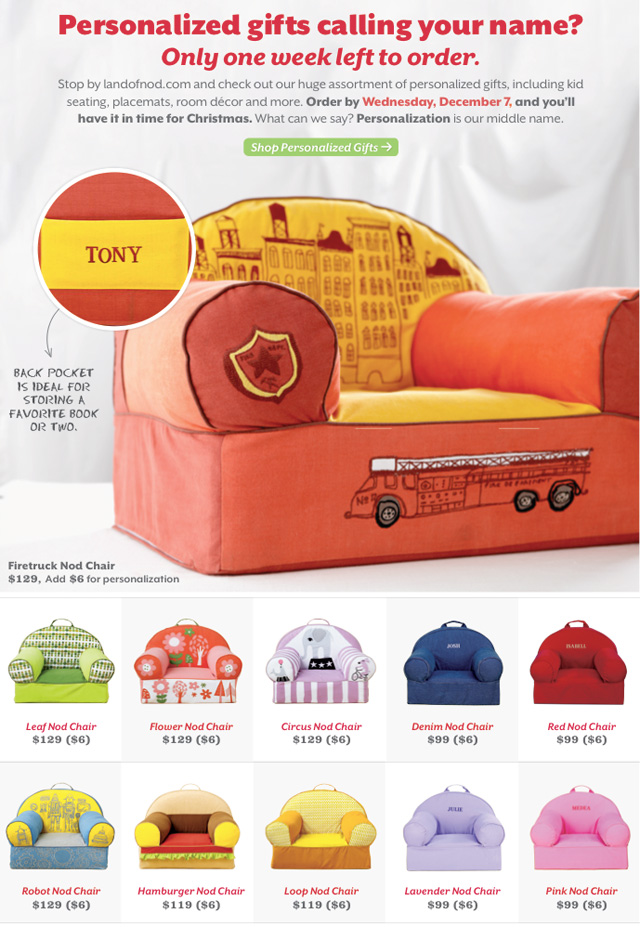 Personalized gifts calling your name?
Only one week left to order.
Stop by landofnod.com and check out our huge assortment of personalized gifts, including kid
seating, placemats, room décor and more. Order by Wednesday, December 7, and you'll
have it in time for Christmas. What can we say? Personalization is our middle name.
Shop Personalized Gifts →
TONY
BACK POCKET
IS IDEAL FOR
STORING A
FAVORITE BOOK
OR TWO.
Firetruck Nod Chair
$129, Add $6 for personalization
JOSH
ISABELL
Leaf Nod Chair
$129 ($6)
Flower Nod Chair
$129 ($6)
Circus Nod Chair
$129 ($6)
Denim Nod Chair
$99 ($6)
Red Nod Chair
$99 ($6)
JULIE
MEDEA
Robot Nod Chair
$129 ($6)
Hamburger Nod Chair
$119 ($6)
Loop Nod Chair
$119 ($6)
Lavender Nod Chair
$99 ($6)
Pink Nod Chair
$99 ($6)